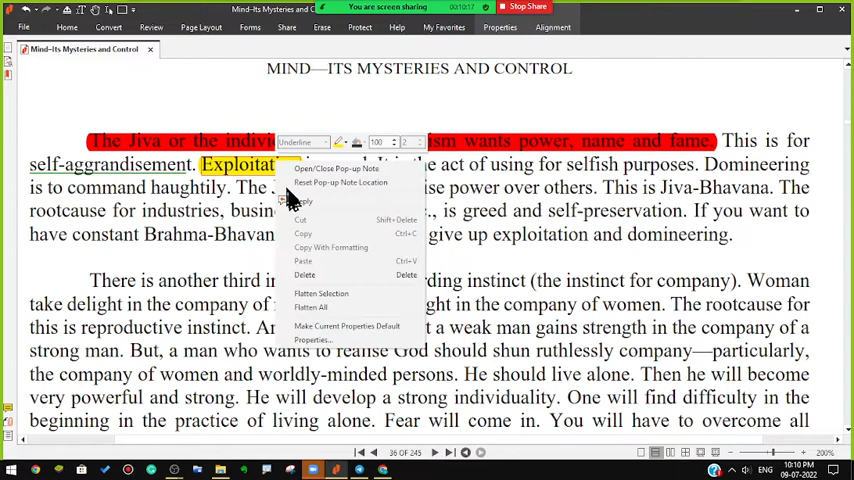 Mind–Its Mysteries and C
You are screen sharing
Stop Share
File Home Convert Review Page Layout Forms Share Erase Protect Help My Favorites Properties Alignment
Mind–Its Mysteries and Control
MIND—ITS MYSTERIES AND CONTROL
The Jiva or the individ ism wants power, name and fame. This is for
Underline 100 2
self-aggrandisement. Exploitati It is the act of using for selfish purposes. Domineering
Open/Close Pop-up Note
is to command haughtily. The J ise power over others. This is Jiva-Bhavana. The
Reset Pop-up Note Location
rootcause for industries, busin ., is greed and self-preservation. If you want to
Cut Shift+Delete
have constant Brahma-Bhavan give up exploitation and domineering.
Copy Ctrl+C
Copy With Formatting
Paste Ctrl+V
Delete Delete
There is another third in rding instinct (the instinct for company). Woman
Flatten Selection
take delight in the company of ght in the company of women. The rootcause for
Flatten All
this is reproductive instinct. An t a weak man gains strength in the company of a
Make Current Properties Default
Properties...
strong man. But, a man who wants to realise God should shun ruthlessly company—particularly,
the company of women and worldly-minded persons. He should live alone. Then he will become
very powerful and strong. He will develop a strong individuality. One will find difficulty in the
beginning in the practice of living alone. Fear will come in. You will have to overcome all
36 OF 245
200%
ENG
10:10 PM
09-07-2022